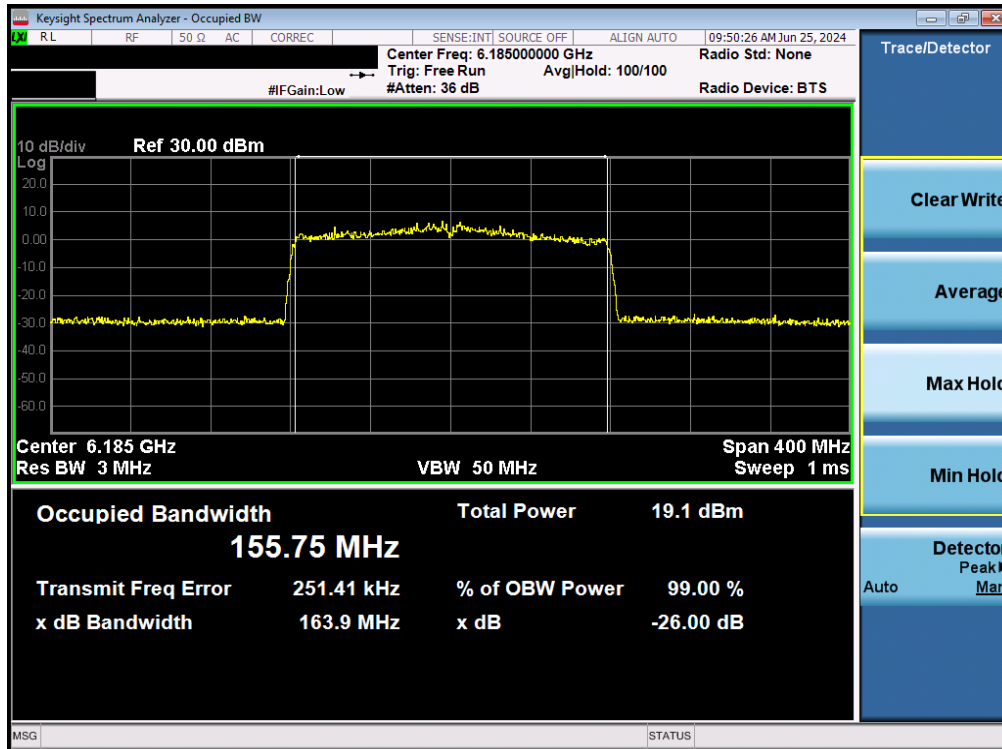 Keysight Spectrum Analyzer - Occupied BW
LXI RL RF 50 Ω AC CORREC SENSE:INT SOURCE OFF ALIGN AUTO 09:50:26 AM Jun 25, 2024
Center Freq: 6.185000000 GHz Radio Std: None
Trig: Free Run Avg|Hold: 100/100
#IFGain:Low #Atten: 36 dB Radio Device: BTS
10 dB/div Ref 30.00 dBm
Log
20.0
10.0
0.00
-10.0
-20.0
-30.0
-40.0
-50.0
-60.0
Center 6.185 GHz Span 400 MHz
Res BW 3 MHz VBW 50 MHz Sweep 1 ms
Occupied Bandwidth Total Power 19.1 dBm
155.75 MHz
Transmit Freq Error 251.41 kHz % of OBW Power 99.00 %
x dB Bandwidth 163.9 MHz x dB -26.00 dB
Trace/Detector
Clear Write
Average
Max Hold
Min Hold
Detector
Peak
Auto Man
MSG STATUS